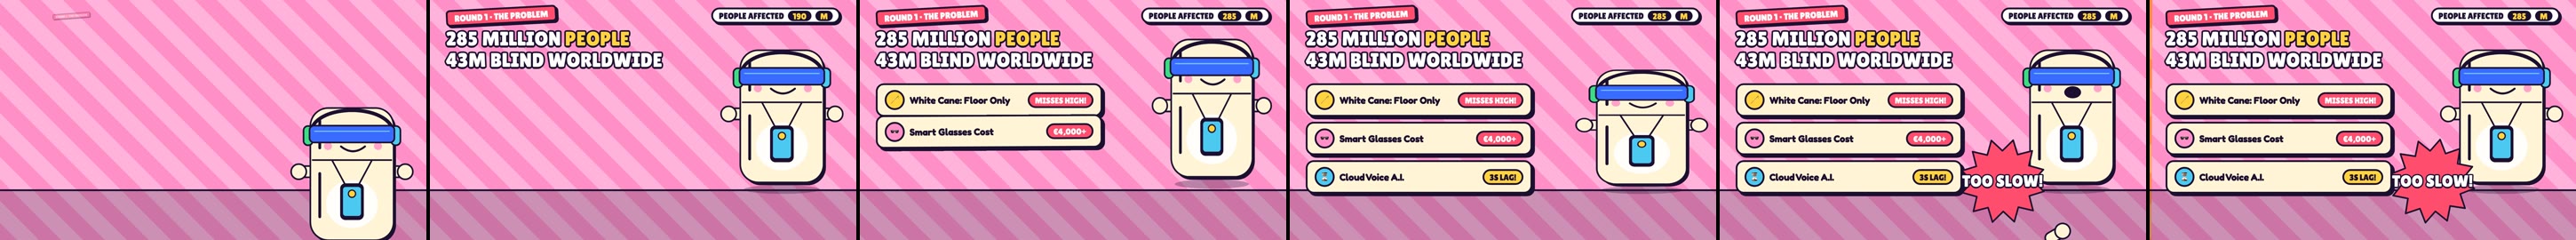 ROUND 1 - THE PROBLEM
PEOPLE AFFECTED 190 M
285 MILLION PEOPLE
43M BLIND WORLDWIDE
ROUND 1 - THE PROBLEM
PEOPLE AFFECTED 285 M
285 MILLION PEOPLE
43M BLIND WORLDWIDE
White Cane: Floor Only MISSES HIGH!
Smart Glasses Cost €4,000+
ROUND 1 - THE PROBLEM
PEOPLE AFFECTED 285 M
285 MILLION PEOPLE
43M BLIND WORLDWIDE
White Cane: Floor Only MISSES HIGH!
Smart Glasses Cost €4,000+
Cloud Voice A.I. 3S LAG!
ROUND 1 - THE PROBLEM
PEOPLE AFFECTED 285 M
285 MILLION PEOPLE
43M BLIND WORLDWIDE
White Cane: Floor Only MISSES HIGH!
Smart Glasses Cost €4,000+
Cloud Voice A.I. 3S LAG!
TOO SLOW!
ROUND 1 - THE PROBLEM
PEOPLE AFFECTED 285 M
285 MILLION PEOPLE
43M BLIND WORLDWIDE
White Cane: Floor Only MISSES HIGH!
Smart Glasses Cost €4,000+
Cloud Voice A.I. 3S LAG!
TOO SLOW!